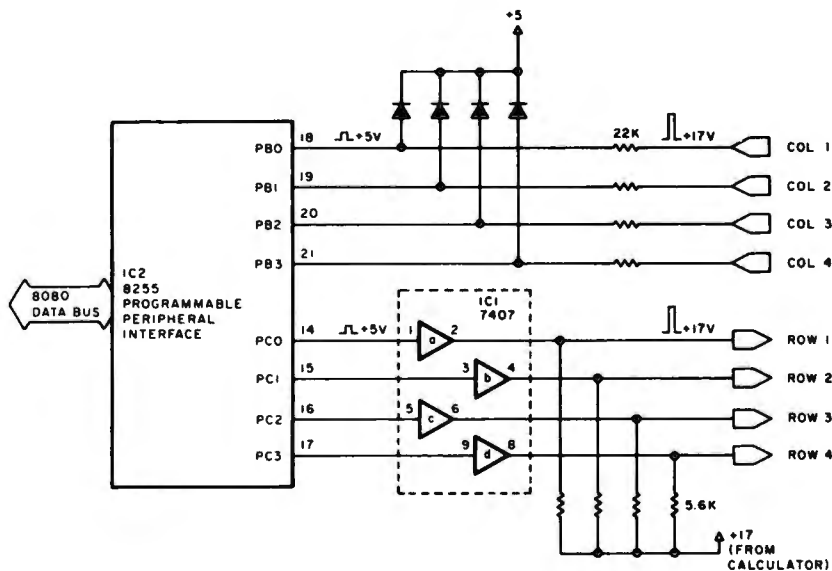 +5
18
PB0
+5V
22K
+17V
COL 1
19
PB1
COL 2
20
PB2
COL 3
21
PB3
COL 4
8080
DATA BUS
IC2
8255
PROGRAMMABLE
PERIPHERAL
INTERFACE
IC1
7407
14
PC0
+5V
1
a
2
+17V
ROW 1
15
PC1
3
b
4
ROW 2
16
PC2
5
c
6
ROW 3
17
PC3
9
d
8
ROW 4
5.6K
+17
(FROM
CALCULATOR)